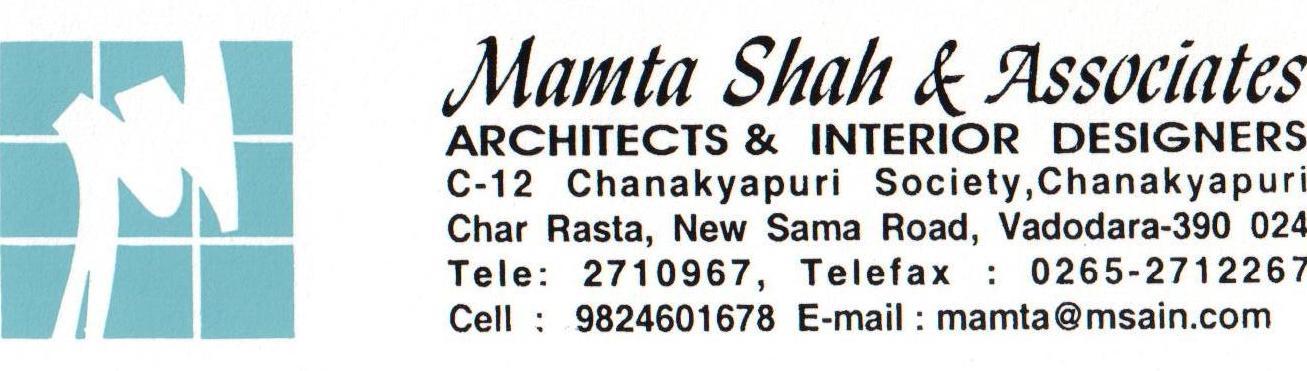 Mamta Shah & Associates
ARCHITECTS & INTERIOR DESIGNERS
C-12 Chanakyapuri Society,Chanakyapuri
Char Rasta, New Sama Road, Vadodara-390 024
Tele: 2710967, Telefax : 0265-2712267
Cell : 9824601678 E-mail : mamta@msain.com